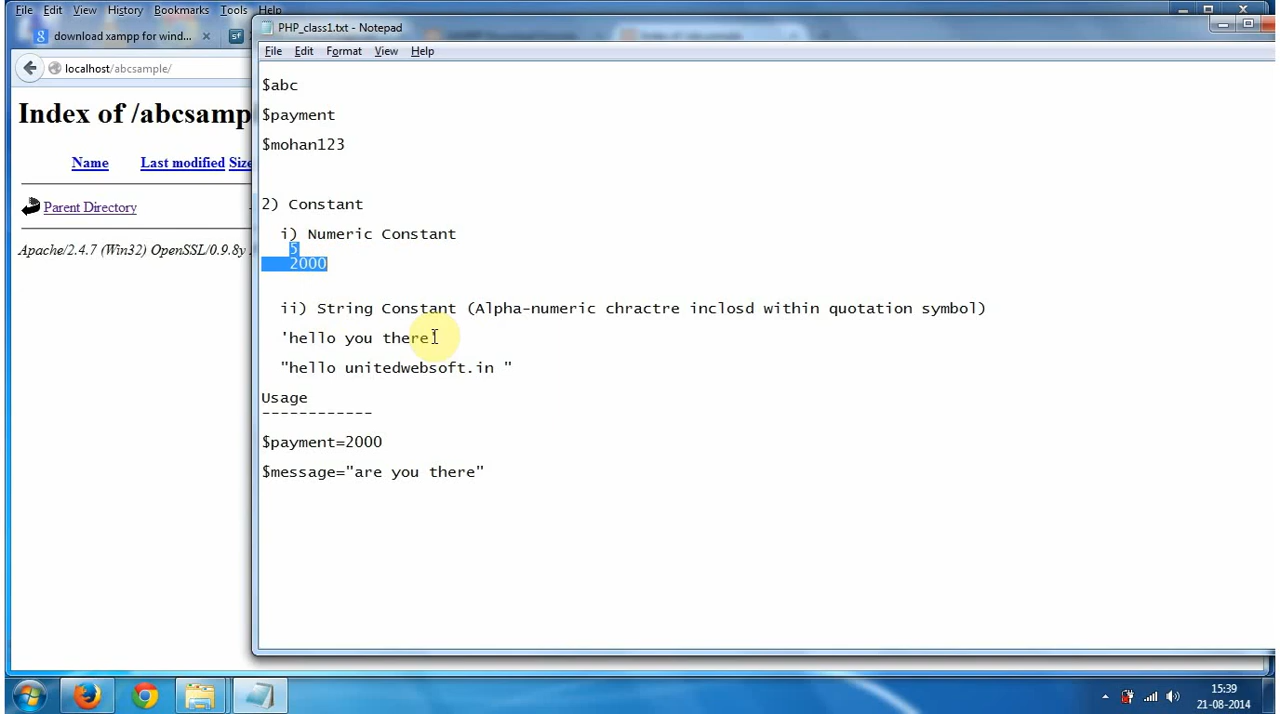 File Edit View History Bookmarks Tools Help
download xampp for wind...
localhost/abcsample/
Index of /abcsamp
Name Last modified Size
Parent Directory
Apache/2.4.7 (Win32) OpenSSL/0.9.8y
PHP_class1.txt - Notepad
File Edit Format View Help
$abc
$payment
$mohan123
2) Constant
i) Numeric Constant
5
2000
ii) String Constant (Alpha-numeric chractre inclosd within quotation symbol)
'hello you there'
"hello unitedwebsoft.in "
Usage
------------
$payment=2000
$message="are you there"
15:39
21-08-2014